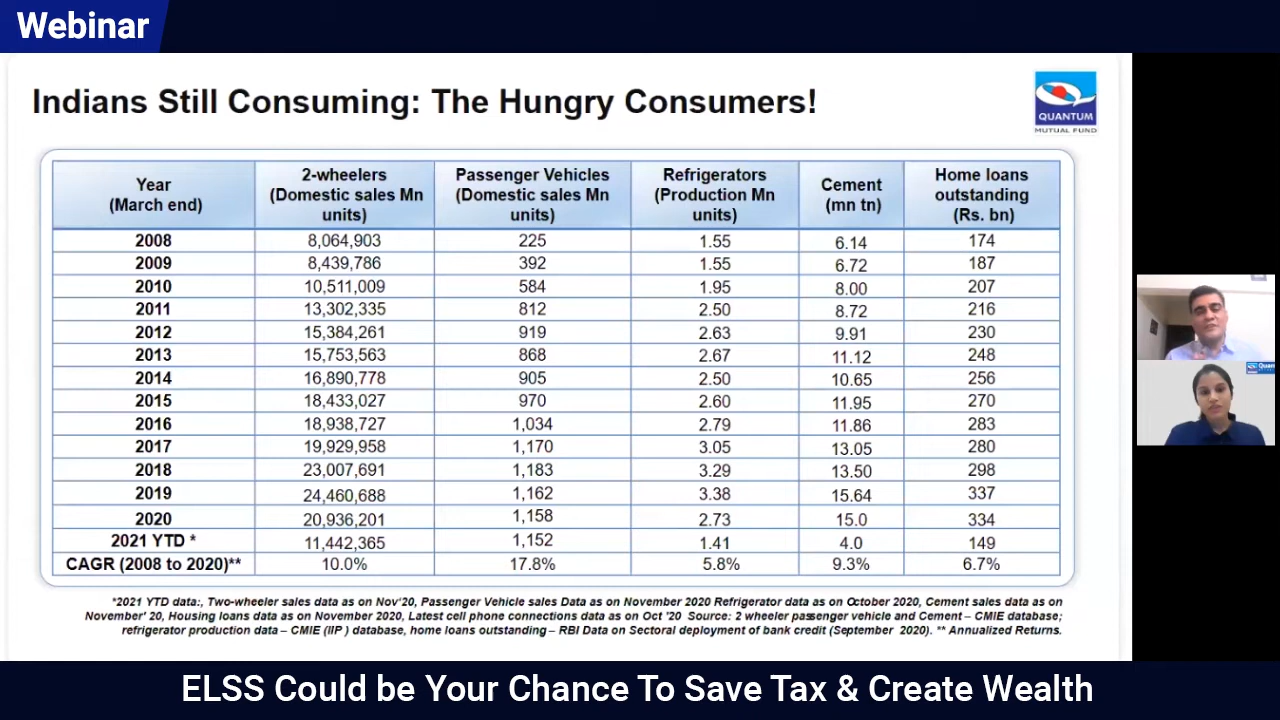 Webinar
Indians Still Consuming: The Hungry Consumers!
QUANTUM
MUTUAL FUND
Year (March end) 2-wheelers (Domestic sales Mn units) Passenger Vehicles (Domestic sales Mn units) Refrigerators (Production Mn units) Cement (mn tn) Home loans outstanding (Rs. bn)
2008 8,064,903 225 1.55 6.14 174
2009 8,439,786 392 1.55 6.72 187
2010 10,511,009 584 1.95 8.00 207
2011 13,302,335 812 2.50 8.72 216
2012 15,384,261 919 2.63 9.91 230
2013 15,753,563 868 2.67 11.12 248
2014 16,890,778 905 2.50 10.65 256
2015 18,433,027 970 2.60 11.95 270
2016 18,938,727 1,034 2.79 11.86 283
2017 19,929,958 1,170 3.05 13.05 280
2018 23,007,691 1,183 3.29 13.50 298
2019 24,460,688 1,162 3.38 15.64 337
2020 20,936,201 1,158 2.73 15.0 334
2021 YTD * 11,442,365 1,152 1.41 4.0 149
CAGR (2008 to 2020)** 10.0% 17.8% 5.8% 9.3% 6.7%
*2021 YTD data:, Two-wheeler sales data as on Nov'20, Passenger Vehicle sales Data as on November 2020 Refrigerator data as on October 2020, Cement sales data as on
November' 20, Housing loans data as on November 2020, Latest cell phone connections data as on Oct '20 Source: 2 wheeler passenger vehicle and Cement – CMIE database;
refrigerator production data – CMIE (IIP ) database, home loans outstanding – RBI Data on Sectoral deployment of bank credit (September 2020). ** Annualized Returns.
ELSS Could be Your Chance To Save Tax & Create Wealth